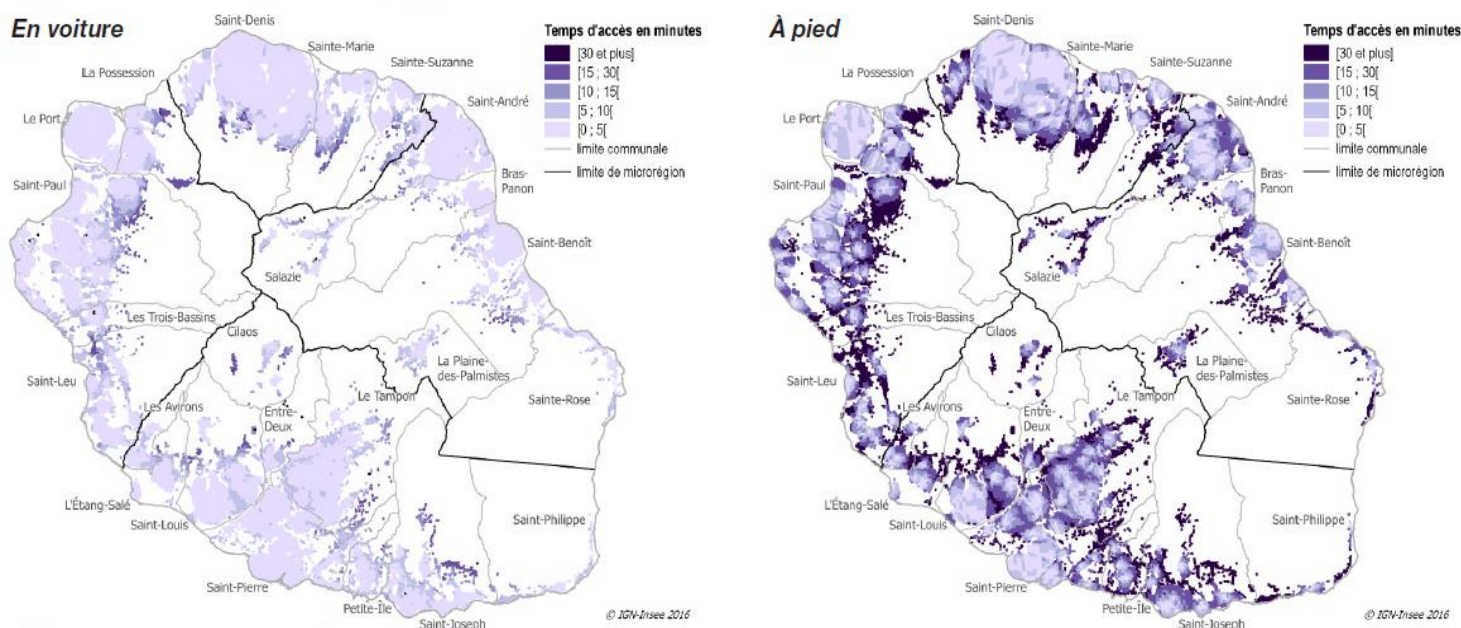 En voiture
Saint-Denis
Sainte-Marie
Sainte-Suzanne
La Possession
Saint-André
Le Port
Saint-Paul
Bras-
Panon
Saint-Benoît
Salazie
Les Trois-Bassins
Cilaos
La Plaine-
des-Palmistes
Saint-Leu
Le Tampon
Les Avirons
Entre-
Deux
Sainte-Rose
L'Étang-Salé
Saint-Louis
Saint-Philippe
Saint-Pierre
Petite-Île
Saint-Joseph
Temps d'accès en minutes
[30 et plus]
[15 ; 30[
[10 ; 15[
[5 ; 10[
[0 ; 5[
limite communale
limite de microrégion
© IGN-Insee 2016
À pied
Saint-Denis
Sainte-Marie
Sainte-Suzanne
La Possession
Saint-André
Le Port
Saint-Paul
Bras-
Panon
Saint-Benoît
Salazie
Les Trois-Bassins
Cilaos
La Plaine-
des-Palmistes
Saint-Leu
Le Tampon
Les Avirons
Entre-
Deux
Sainte-Rose
L'Étang-Salé
Saint-Louis
Saint-Philippe
Saint-Pierre
Petite-Île
Saint-Joseph
Temps d'accès en minutes
[30 et plus]
[15 ; 30[
[10 ; 15[
[5 ; 10[
[0 ; 5[
limite communale
limite de microrégion
© IGN-Insee 2016